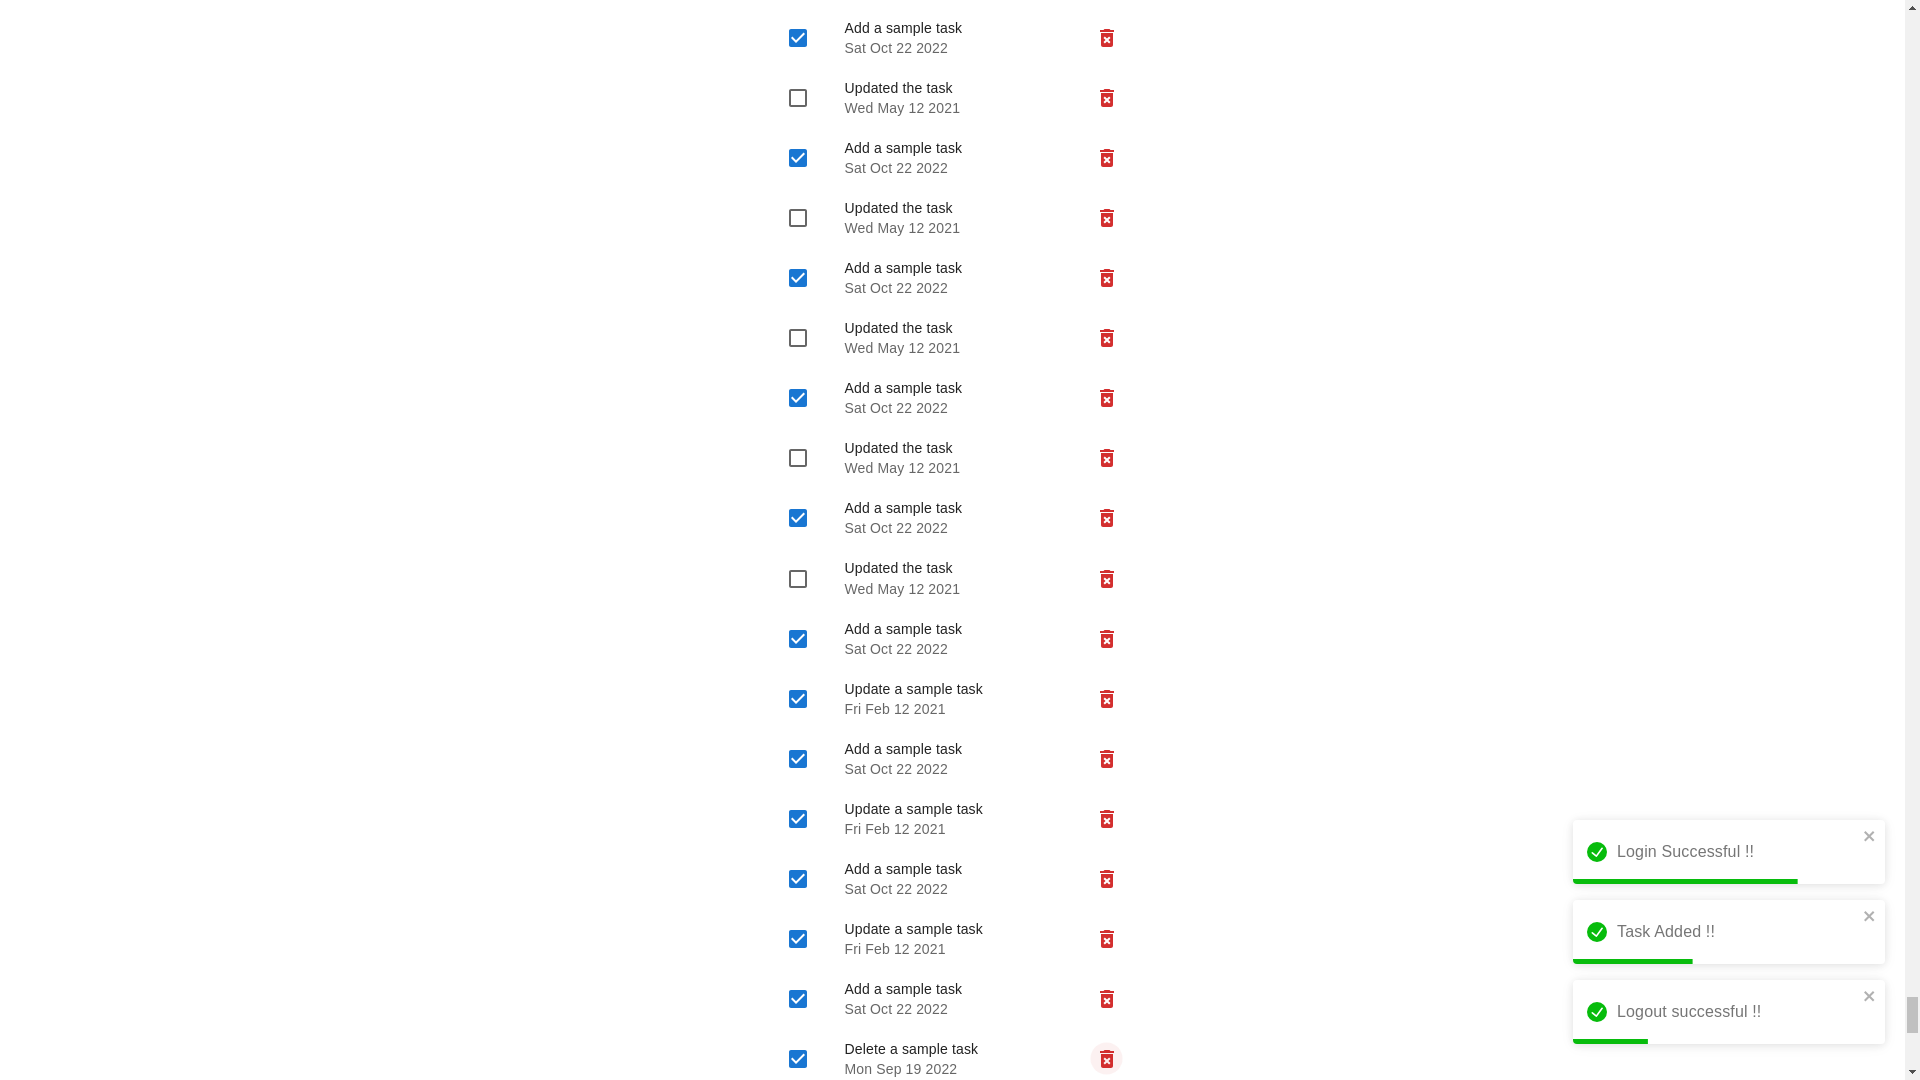 Add a sample task
Sat Oct 22 2022
Updated the task
Wed May 12 2021
Add a sample task
Sat Oct 22 2022
Updated the task
Wed May 12 2021
Add a sample task
Sat Oct 22 2022
Updated the task
Wed May 12 2021
Add a sample task
Sat Oct 22 2022
Updated the task
Wed May 12 2021
Add a sample task
Sat Oct 22 2022
Updated the task
Wed May 12 2021
Add a sample task
Sat Oct 22 2022
Update a sample task
Fri Feb 12 2021
Add a sample task
Sat Oct 22 2022
Update a sample task
Fri Feb 12 2021
Add a sample task
Sat Oct 22 2022
Update a sample task
Fri Feb 12 2021
Add a sample task
Sat Oct 22 2022
Delete a sample task
Mon Sep 19 2022
Login Successful !!
Task Added !!
Logout successful !!